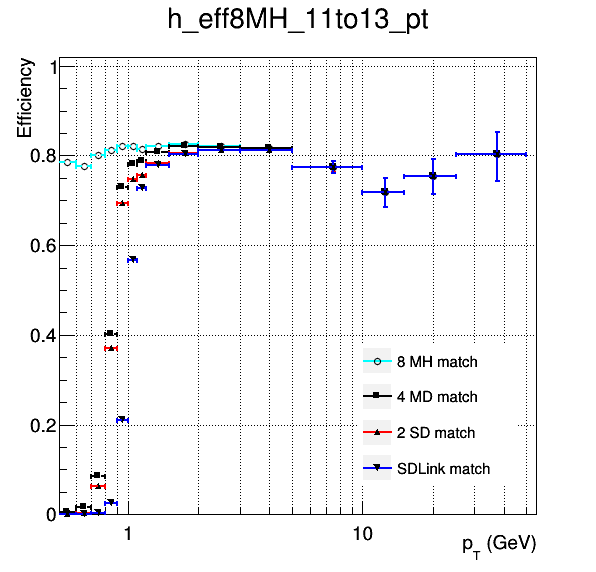 h_eff8MH_11to13_pt
Efficiency
1
0.8
0.6
0.4
0.2
0
8 MH match
4 MD match
2 SD match
SDLink match
1
10
p_T (GeV)